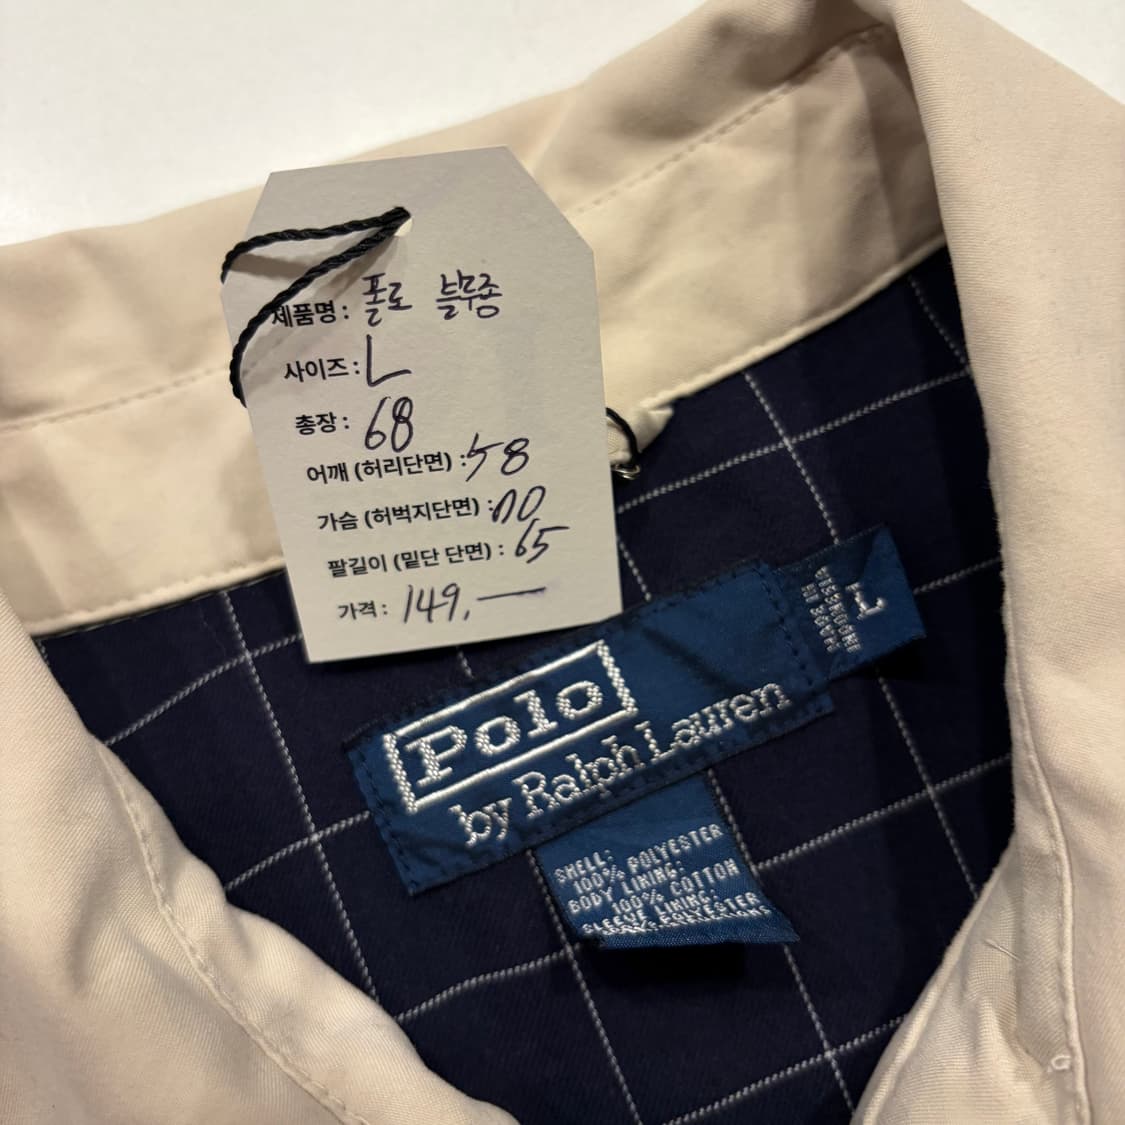 제품명: 폴로 블루종
사이즈: L
총장: 68
어깨 (허리단면) : 58
가슴 (허벅지단면) :
팔길이 (밑단 단면) : 65
가격: 149,—
L
Polo
by Ralph Lauren
SHELL:
100% POLYESTER
BODY LINING:
100% COTTON
SLEEVE LINING: